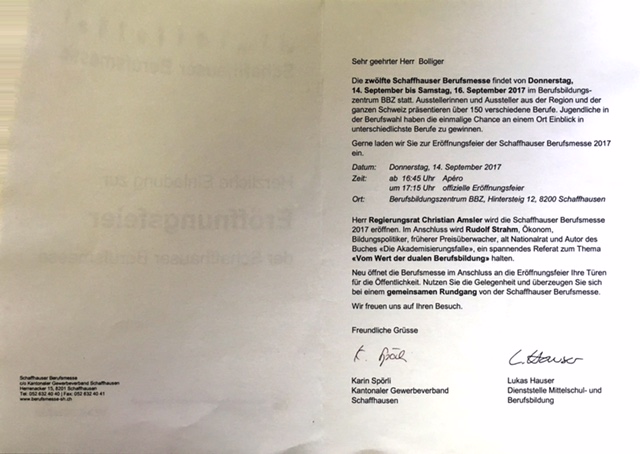 Sehr geehrter Herr Bolliger
Die zwölfte Schaffhauser Berufsmesse findet von Donnerstag,
14. September bis Samstag, 16. September 2017 im Berufsbildungs-
zentrum BBZ statt. Ausstellerinnen und Aussteller aus der Region und der
ganzen Schweiz präsentieren über 150 verschiedene Berufe. Jugendliche in
der Berufswahl haben die einmalige Chance an einem Ort Einblick in
unterschiedlichste Berufe zu gewinnen.
Gerne laden wir Sie zur Eröffnungsfeier der Schaffhauser Berufsmesse 2017
ein.
Datum: Donnerstag, 14. September 2017
Zeit: ab 16:45 Uhr Apéro
um 17:15 Uhr offizielle Eröffnungsfeier
Ort: Berufsbildungszentrum BBZ, Hintersteig 12, 8200 Schaffhausen
Herr Regierungsrat Christian Amsler wird die Schaffhauser Berufsmesse
2017 eröffnen. Im Anschluss wird Rudolf Strahm, Ökonom,
Bildungspolitiker, früherer Preisüberwacher, alt Nationalrat und Autor des
Buches «Die Akademisierungsfalle», ein spannendes Referat zum Thema
«Vom Wert der dualen Berufsbildung» halten.
Neu öffnet die Berufsmesse im Anschluss an die Eröffnungsfeier Ihre Türen
für die Öffentlichkeit. Nutzen Sie die Gelegenheit und überzeugen Sie sich
bei einem gemeinsamen Rundgang von der Schaffhauser Berufsmesse.
Wir freuen uns auf Ihren Besuch.
Freundliche Grüsse
Karin Spörli
Kantonaler Gewerbeverband
Schaffhausen
Lukas Hauser
Dienststelle Mittelschul- und
Berufsbildung
Schaffhauser Berufsmesse
c/o Kantonaler Gewerbeverband Schaffhausen
Herrenacker 15, 8201 Schaffhausen
Tel: 052 632 40 40 | Fax: 052 632 40 41
www.berufsmesse-sh.ch